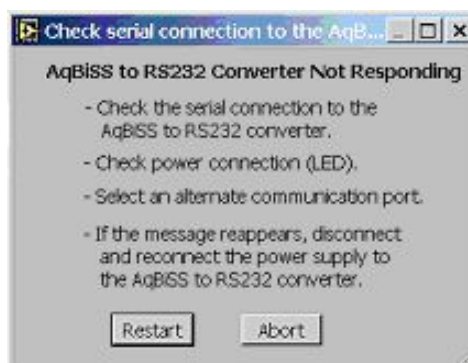 Check serial connection to the AqB...
AqBiSS to RS232 Converter Not Responding
- Check the serial connection to the
AqBiSS to RS232 converter.
- Check power connection (LED).
- Select an alternate communication port.
- If the message reappears, disconnect
and reconnect the power supply to
the AqBiSS to RS232 converter.
Restart Abort